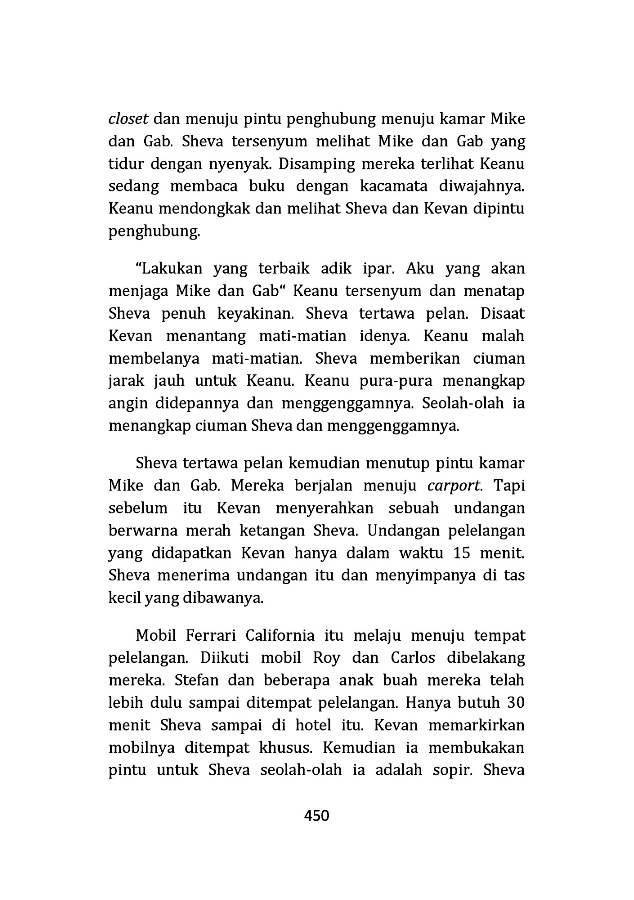 closet dan menuju pintu penghubung menuju kamar Mike
dan Gab. Sheva tersenyum melihat Mike dan Gab yang
tidur dengan nyenyak. Disamping mereka terlihat Keanu
sedang membaca buku dengan kacamata diwajahnya.
Keanu mendongkak dan melihat Sheva dan Kevan dipintu
penghubung.
“Lakukan yang terbaik adik ipar. Aku yang akan
menjaga Mike dan Gab“ Keanu tersenyum dan menatap
Sheva penuh keyakinan. Sheva tertawa pelan. Disaat
Kevan menantang mati-matian idenya. Keanu malah
membelanya mati-matian. Sheva memberikan ciuman
jarak jauh untuk Keanu. Keanu pura-pura menangkap
angin didepannya dan menggenggamnya. Seolah-olah ia
menangkap ciuman Sheva dan menggenggamnya.
Sheva tertawa pelan kemudian menutup pintu kamar
Mike dan Gab. Mereka berjalan menuju carport. Tapi
sebelum itu Kevan menyerahkan sebuah undangan
berwarna merah ketangan Sheva. Undangan pelelangan
yang didapatkan Kevan hanya dalam waktu 15 menit.
Sheva menerima undangan itu dan menyimpanya di tas
kecil yang dibawanya.
Mobil Ferrari California itu melaju menuju tempat
pelelangan. Diikuti mobil Roy dan Carlos dibelakang
mereka. Stefan dan beberapa anak buah mereka telah
lebih dulu sampai ditempat pelelangan. Hanya butuh 30
menit Sheva sampai di hotel itu. Kevan memarkirkan
mobilnya ditempat khusus. Kemudian ia membukakan
pintu untuk Sheva seolah-olah ia adalah sopir. Sheva
450